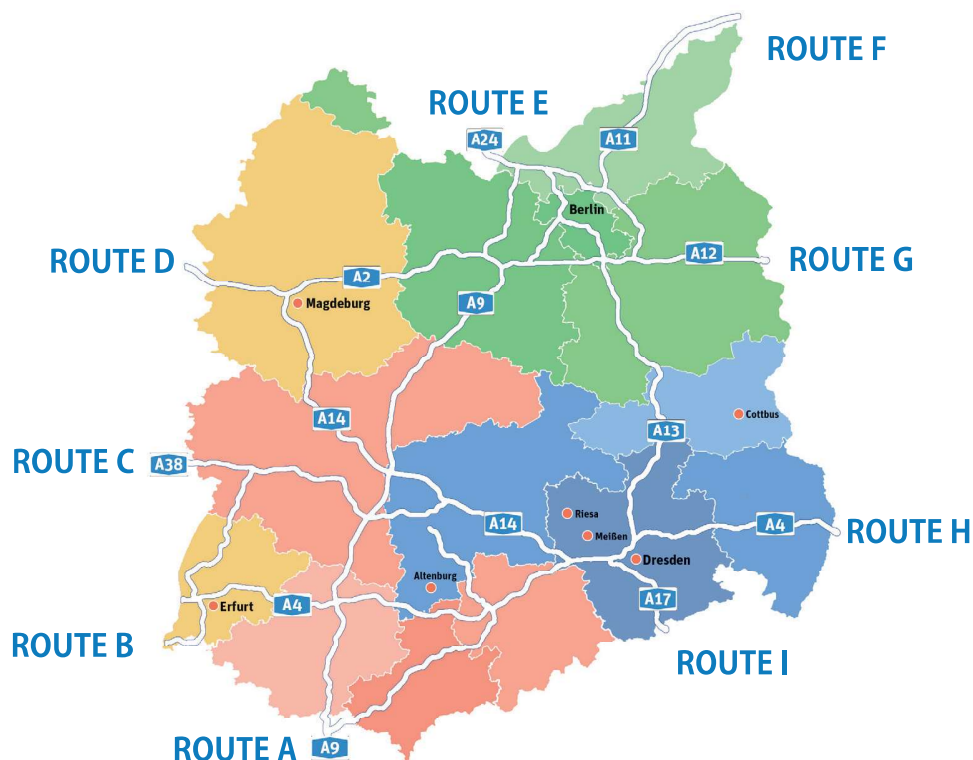 ROUTE F
ROUTE E
A24
A11
Berlin
ROUTE D
A2
A12
ROUTE G
Magdeburg
A9
A14
Cottbus
A13
ROUTE C
A38
Riesa
A14
A4
ROUTE H
Meißen
Dresden
Altenburg
A17
Erfurt
A4
ROUTE B
ROUTE I
ROUTE A
A9